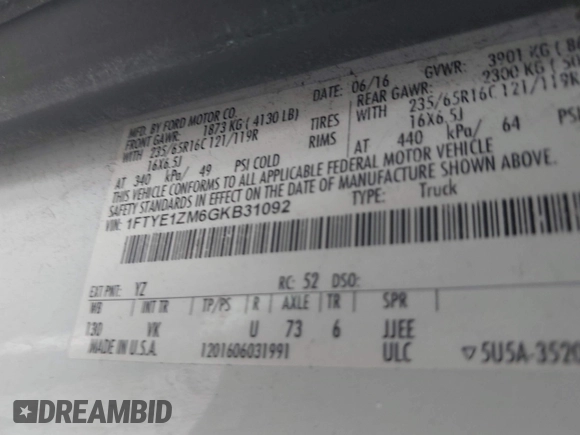 MFD. BY FORD MOTOR CO.
DATE: 06/16
GVWR: 3901 KG
FRONT GAWR: 1873 KG (4130 LB)
REAR GAWR: 2300 KG
WITH 235/65R16C 121/119R TIRES
WITH 235/65R16C 121/119R
16X6.5J RIMS
16X6.5J
AT 340 kPa/ 49 PSI COLD
AT 440 kPa/ 64
THIS VEHICLE CONFORMS TO ALL APPLICABLE FEDERAL MOTOR VEHICLE
SAFETY STANDARDS IN EFFECT ON THE DATE OF MANUFACTURE SHOWN ABOVE.
VIN: 1FTYE1ZM6GKB31092
TYPE: Truck
EXT PNT: YZ RC: 52 DSO:
WB INT TR TP/PS R AXLE TR SPR
130 VK U 73 6 JJEE
MADE IN U.S.A. 1201606031991 ULC
DREAMBID